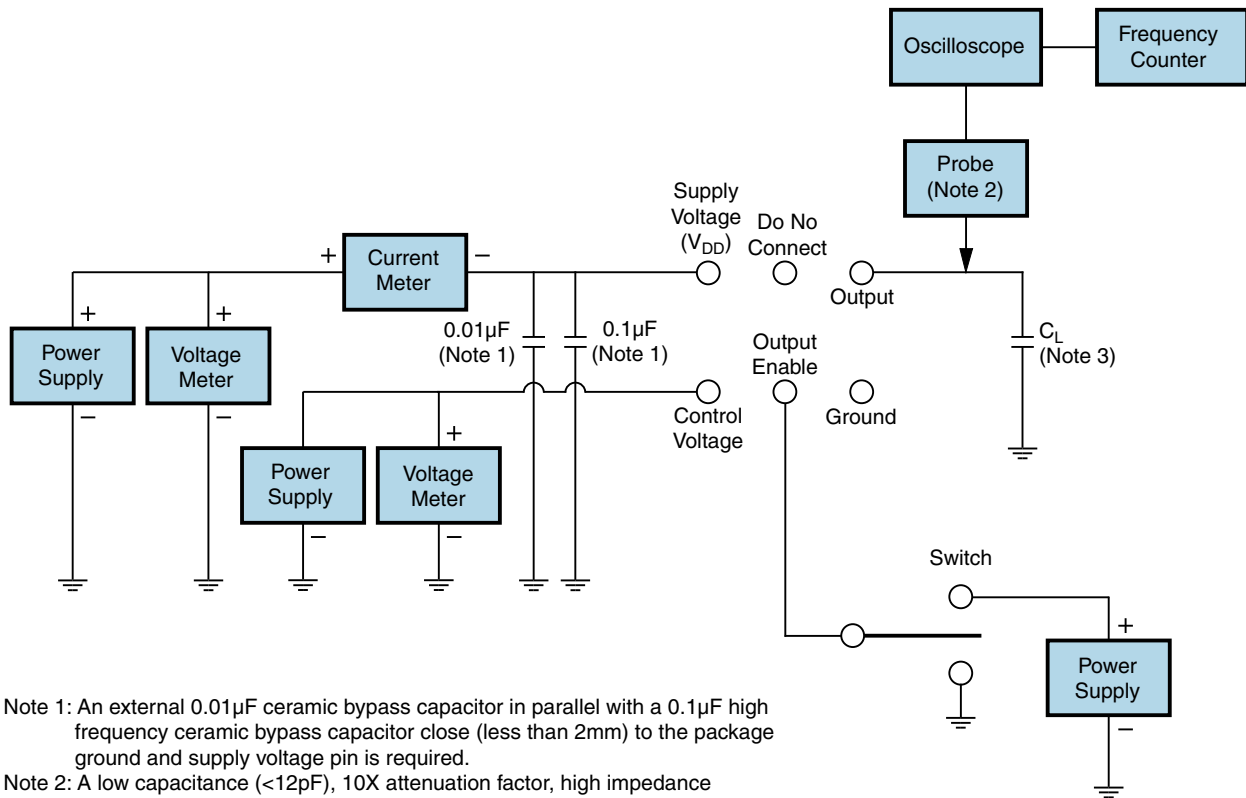 Oscilloscope
Frequency
Counter
Probe
(Note 2)
Supply
Voltage
(VDD)
Do No
Connect
+
Current
Meter
−
Output
+
Power
Supply
−
+
Voltage
Meter
−
0.01µF
(Note 1)
0.1µF
(Note 1)
Output
Enable
CL
(Note 3)
Control
Voltage
Ground
Power
Supply
−
+
Voltage
Meter
−
Switch
+
Power
Supply
−
Note 1: An external 0.01µF ceramic bypass capacitor in parallel with a 0.1µF high
frequency ceramic bypass capacitor close (less than 2mm) to the package
ground and supply voltage pin is required.
Note 2: A low capacitance (<12pF), 10X attenuation factor, high impedance